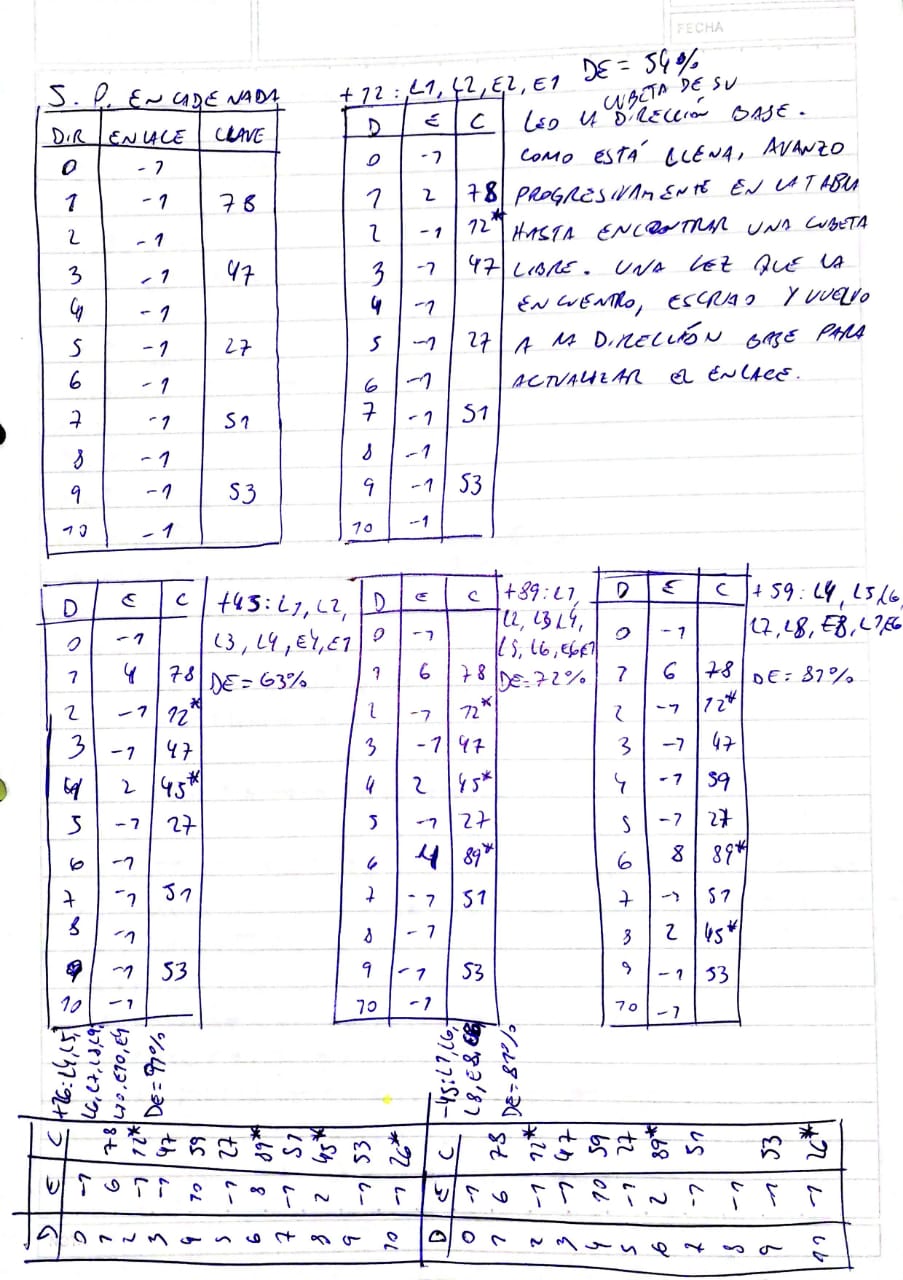 FECHA
S. P. ENCADENADA
DIR ENLACE CLAVE
0 -1
1 -1 78
2 -1
3 -1 47
4 -1
5 -1 27
6 -1
7 -1 51
8 -1
9 -1 53
10 -1
+12: L1, L2, E2, E1 DE= 54%
D E C
0 -1
1 2 78
2 -1 12*
3 -1 47
4 -1
5 -1 27
6 -1
7 -1 51
8 -1
9 -1 53
10 -1
CUBETA DE SU
LEO LA DIRECCIÓN BASE.
COMO ESTÁ LLENA, AVANZO
PROGRESIVAMENTE EN LA TABLA
HASTA ENCONTRAR UNA CUBETA
LIBRE. UNA VEZ QUE LA
ENCUENTRO, ESCRIBO Y VUELVO
A LA DIRECCIÓN BASE PARA
ACTUALIZAR EL ENLACE.
D E C
0 -1
1 4 78
2 -1 12*
3 -1 47
4 2 45*
5 -1 27
6 -1
7 -1 51
8 -1
9 -1 53
10 -1
+45: L1, L2,
L3, L4, E4, E1
DE= 63%
D E C
0 -1
1 6 78
2 -1 12*
3 -1 47
4 2 45*
5 -1 27
6 4 89*
7 -1 51
8 -1
9 -1 53
10 -1
+89: L1,
L2, L3 L4,
L5, L6, E6 E1
DE= 72%
D E C
0 -1
1 6 78
2 -1 12*
3 -1 47
4 -1 59
5 -1 27
6 8 89*
7 -1 51
8 2 45*
9 -1 53
10 -1
+59: L4, L5, L6
L7, L8, E8, L1, E6
DE= 81%
+26: L4, L5,
L6, L7, L8, L9,
L10, E10, E4
DE= 91%
D E C
0 -1
1 6 78
2 -1 12*
3 -1 47
4 10 59
5 -1 27
6 8 89*
7 -1 51
8 2 45*
9 -1 53
10 -1 26*
-45: L1, L6,
L8, E8,
DE= 81%
D E C
0 -1
1 6 78
2 -1 12*
3 -1 47
4 10 59
5 -1 27
6 2 89*
7 -1 51
8 -1
9 -1 53
-1 26*